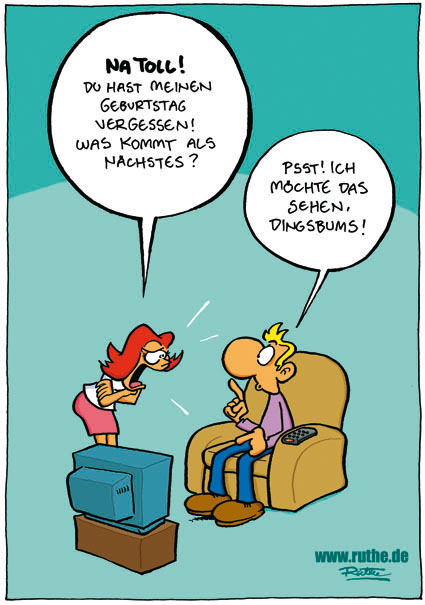 NA TOLL!
DU HAST MEINEN
GEBURTSTAG
VERGESSEN!
WAS KOMMT ALS
NÄCHSTES?
PSST! ICH
MÖCHTE DAS
SEHEN,
DINGSBUMS!
www.ruthe.de
Ruthe